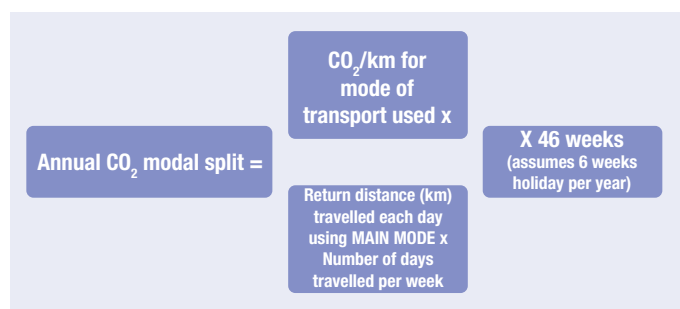 Annual CO₂ modal split =
CO₂/km for
mode of
transport used x
Return distance (km)
travelled each day
using MAIN MODE x
Number of days
travelled per week
X 46 weeks
(assumes 6 weeks
holiday per year)